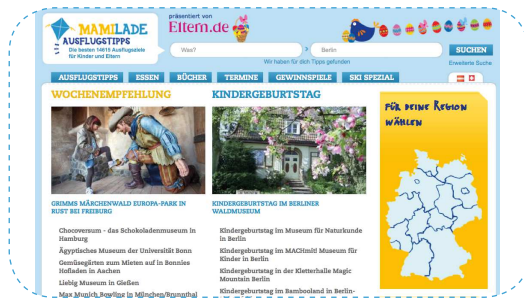 MAMILADE
AUSFLUGSTIPPS
Die besten 14615 Ausflugsziele
für Kinder und Eltern
präsentiert von
Eltern.de
Was?
Berlin
SUCHEN
Wir haben für dich Tipps gefunden
Erweiterte Suche
AUSFLUGSTIPPS
ESSEN
BÜCHER
TERMINE
GEWINNSPIELE
SKI SPEZIAL
WOCHENEMPFEHLUNG
GRIMMS MÄRCHENWALD EUROPA-PARK IN
RUST BEI FREIBURG
Chocoversum - das Schokoladenmuseum in
Hamburg
Ägyptisches Museum der Universität Bonn
Gemüsegärten zum Mieten auf in Bonnies
Hofladen in Aachen
Liebig Museum in Gießen
Max Munich Bowling in München/Brunnthal
KINDERGEBURTSTAG
KINDERGEBURTSTAG IM BERLINER
WALDMUSEUM
Kindergeburtstag im Museum für Naturkunde
in Berlin
Kindergeburtstag im MACHmit! Museum für
Kinder in Berlin
Kindergeburtstag in der Kletterhalle Magic
Mountain Berlin
Kindergeburtstag im Bambooland in Berlin-
FÜR DEINE REGION
WÄHLEN